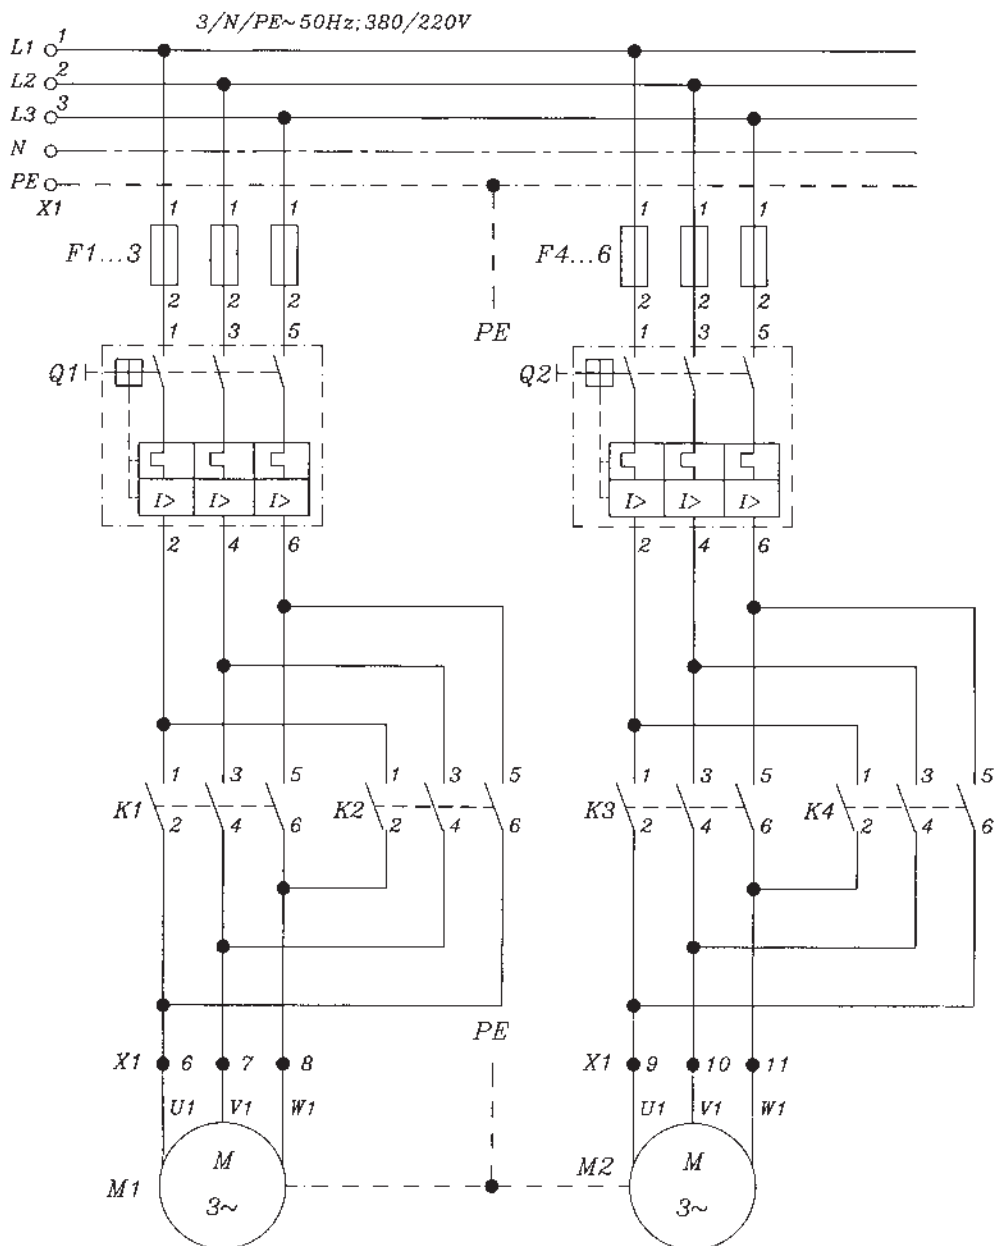 3/N/PE~50Hz;380/220V
L1 1
L2 2
L3 3
N
PE
X1 1 1 1 1 1 1
F1...3 F4...6
2 2 2 2 2 2
PE
1 3 5 1 3 5
Q1 Q2
I> I> I> I> I> I>
2 4 6 2 4 6
1 3 5 1 3 5 1 3 5 1 3 5
K1 K2 K3 K4
2 4 6 2 4 6 2 4 6 2 4 6
PE
X1 6 7 8 X1 9 10 11
U1 V1 W1 U1 V1 W1
M M
M1 M2
3~ 3~